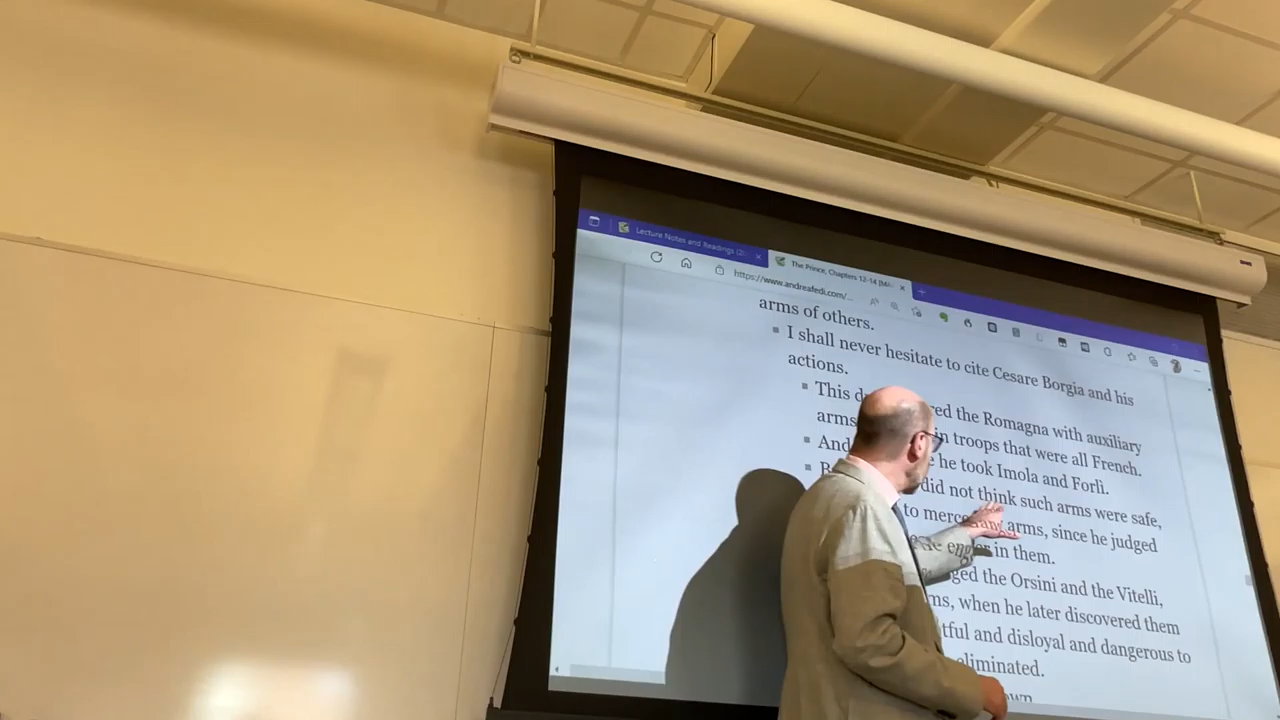 Lecture Notes and Readings (2:
The Prince, Chapters 12-14 [MA
https://www.andreafedi.com/...
arms of others.
I shall never hesitate to cite Cesare Borgia and his
actions.
This d red the Romagna with auxiliary
arms in troops that were all French.
And he took Imola and Forlì.
B did not think such arms were safe,
to mercenary arms, since he judged
in them.
ged the Orsini and the Vitelli,
ms, when he later discovered them
tful and disloyal and dangerous to
eliminated.
own